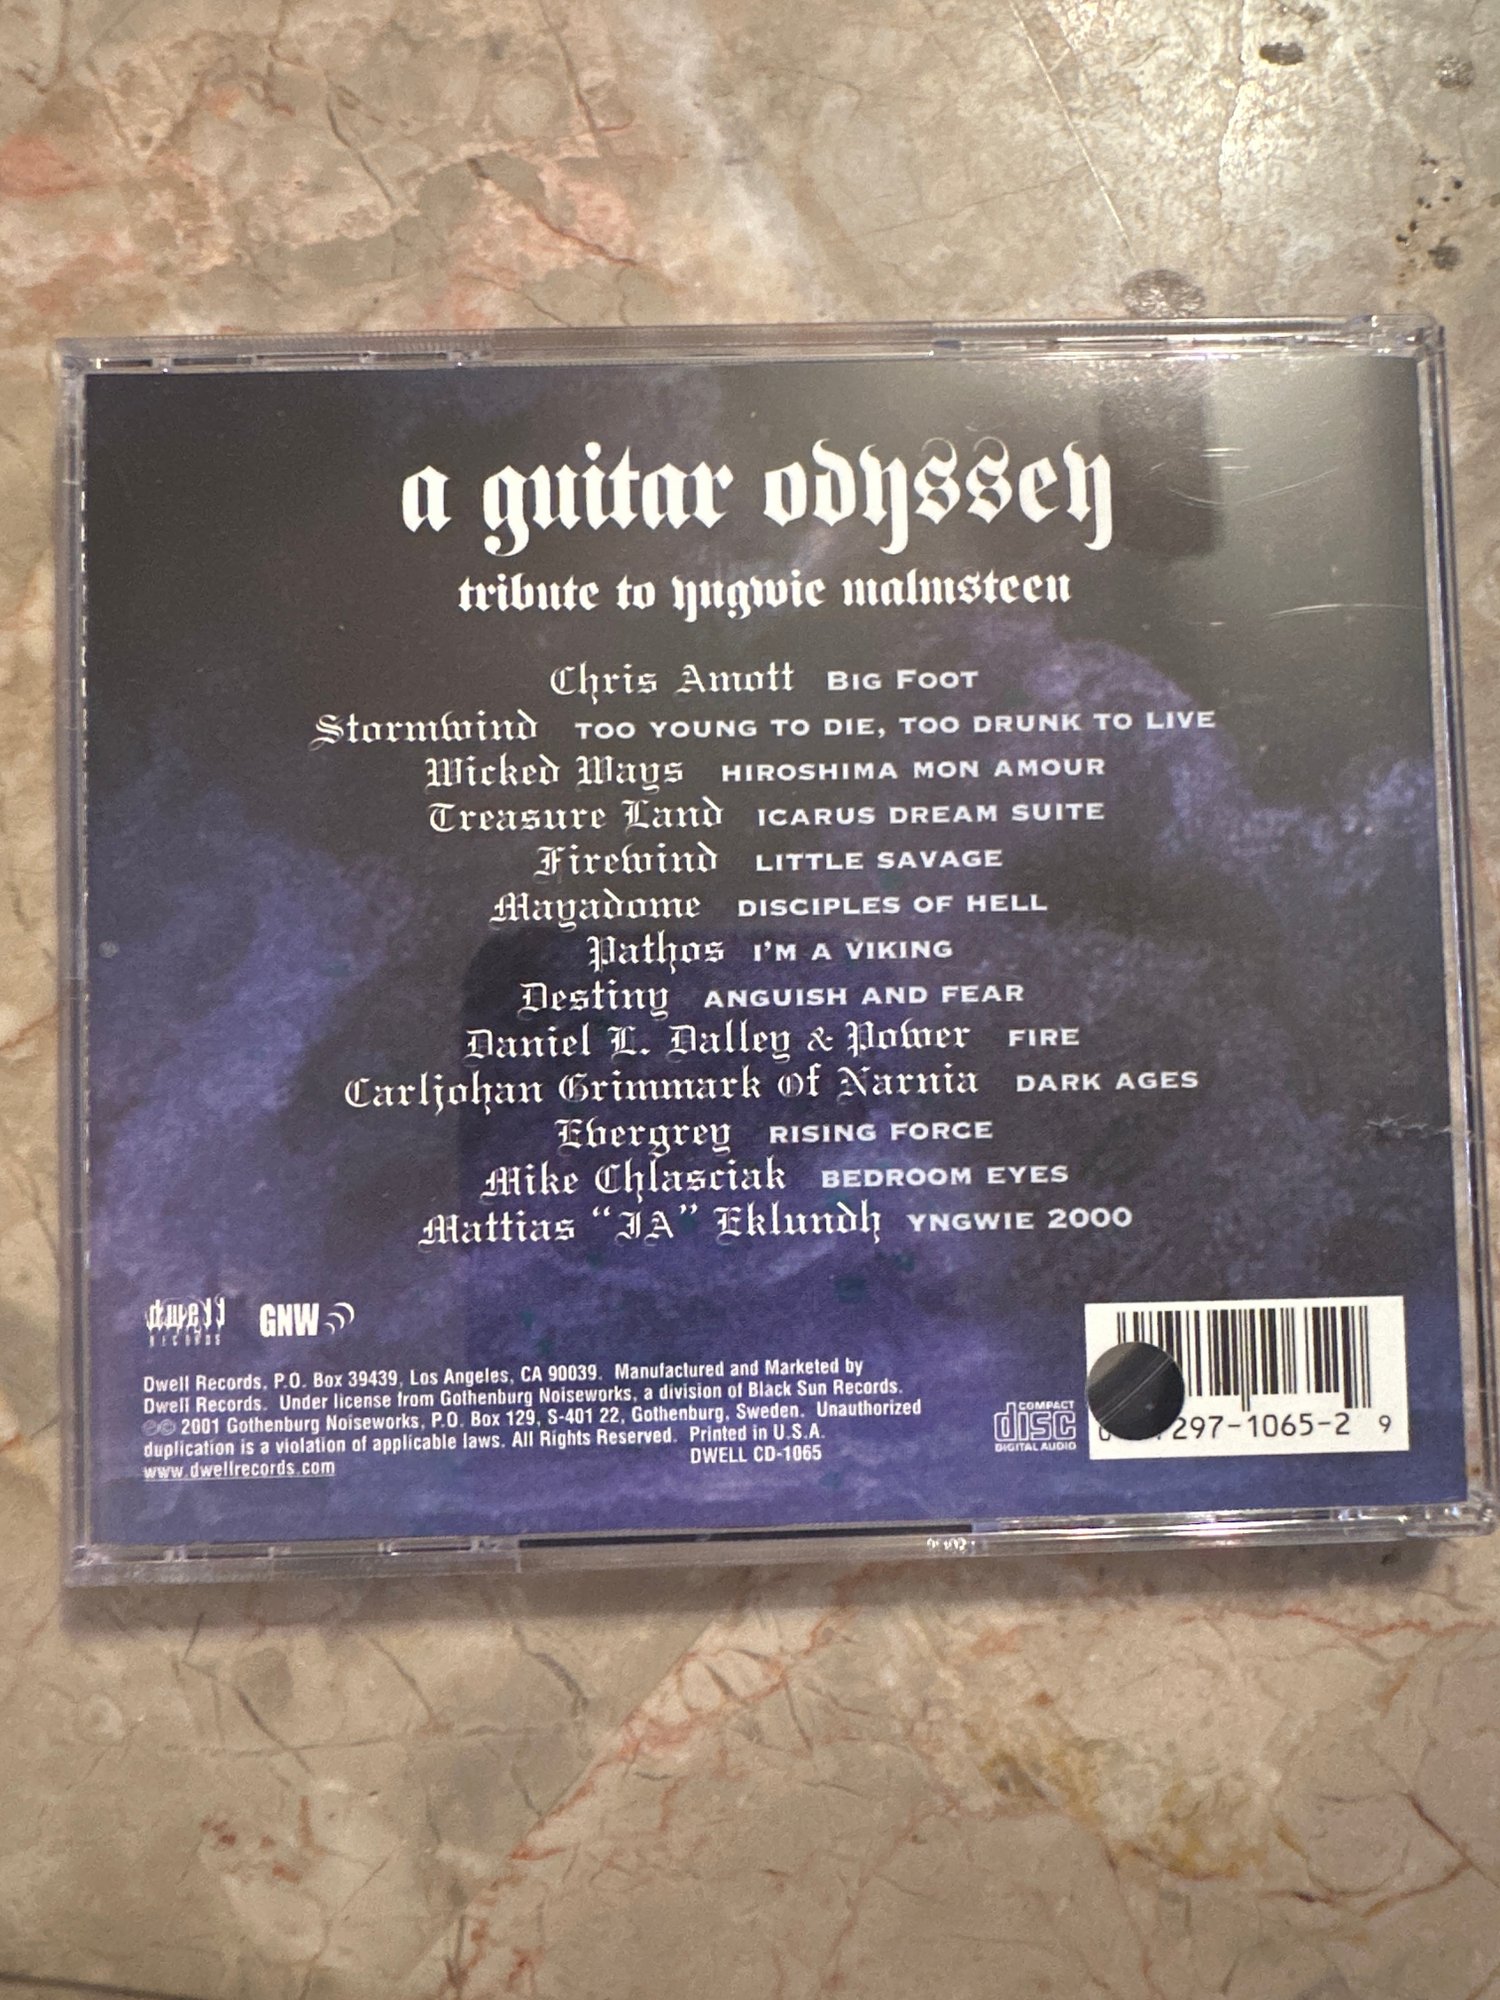 a guitar odyssey
tribute to yngwie malmsteen
Chris Amott BIG FOOT
Stormwind TOO YOUNG TO DIE, TOO DRUNK TO LIVE
Wicked Ways HIROSHIMA MON AMOUR
Treasure Land ICARUS DREAM SUITE
Firewind LITTLE SAVAGE
Mayadome DISCIPLES OF HELL
Pathos I'M A VIKING
Destiny ANGUISH AND FEAR
Daniel L. Dalley & Power FIRE
Carljohan Grimmark Of Narnia DARK AGES
Evergrey RISING FORCE
Mike Chlasciak BEDROOM EYES
Mattias "IA" Eklundh YNGWIE 2000
dwell
RECORDS
GNW
Dwell Records, P.O. Box 39439, Los Angeles, CA 90039. Manufactured and Marketed by
Dwell Records. Under license from Gothenburg Noiseworks, a division of Black Sun Records.
℗© 2001 Gothenburg Noiseworks, P.O. Box 129, S-401 22, Gothenburg, Sweden. Unauthorized
duplication is a violation of applicable laws. All Rights Reserved. Printed in U.S.A.
www.dwellrecords.com
DWELL CD-1065
COMPACT
disc
DIGITAL AUDIO
297-1065-2 9